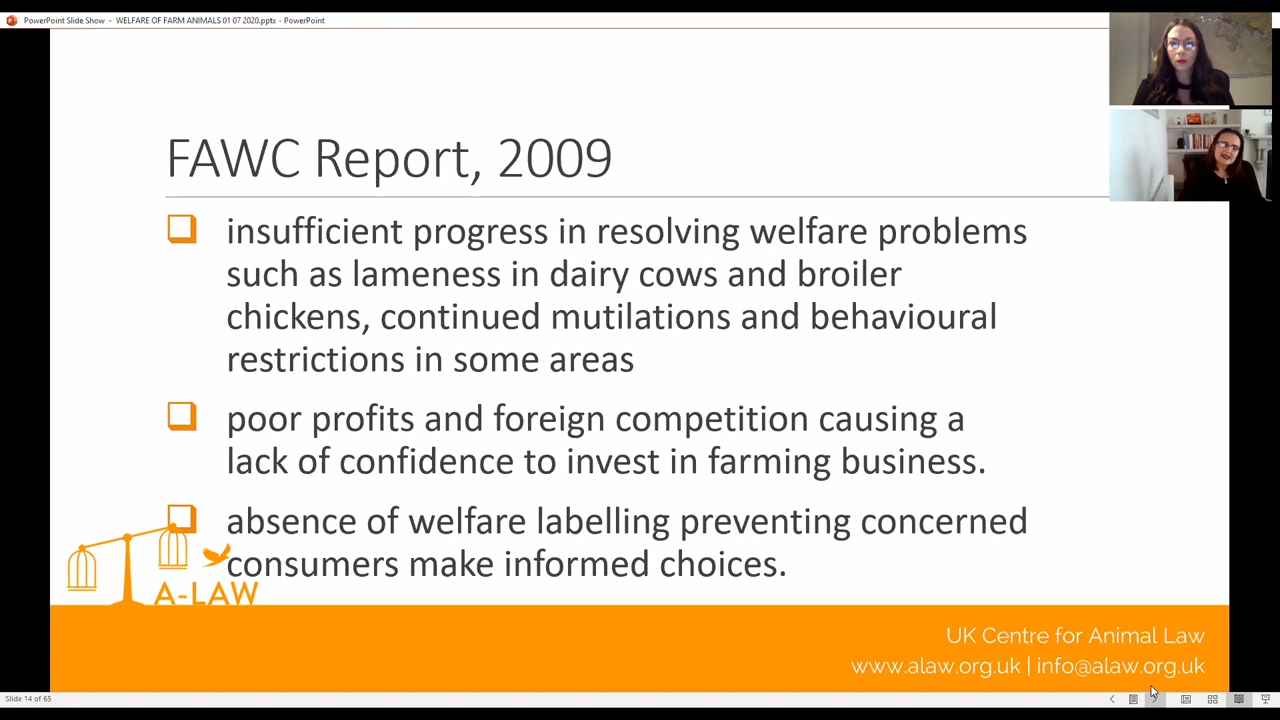 PowerPoint Slide Show - WELFARE OF FARM ANIMALS 01 07 2020.pptx - PowerPoint
FAWC Report, 2009
insufficient progress in resolving welfare problems
such as lameness in dairy cows and broiler
chickens, continued mutilations and behavioural
restrictions in some areas
poor profits and foreign competition causing a
lack of confidence to invest in farming business.
absence of welfare labelling preventing concerned
consumers make informed choices.
A-LAW
UK Centre for Animal Law
www.alaw.org.uk | info@alaw.org.uk
Slide 14 of 65